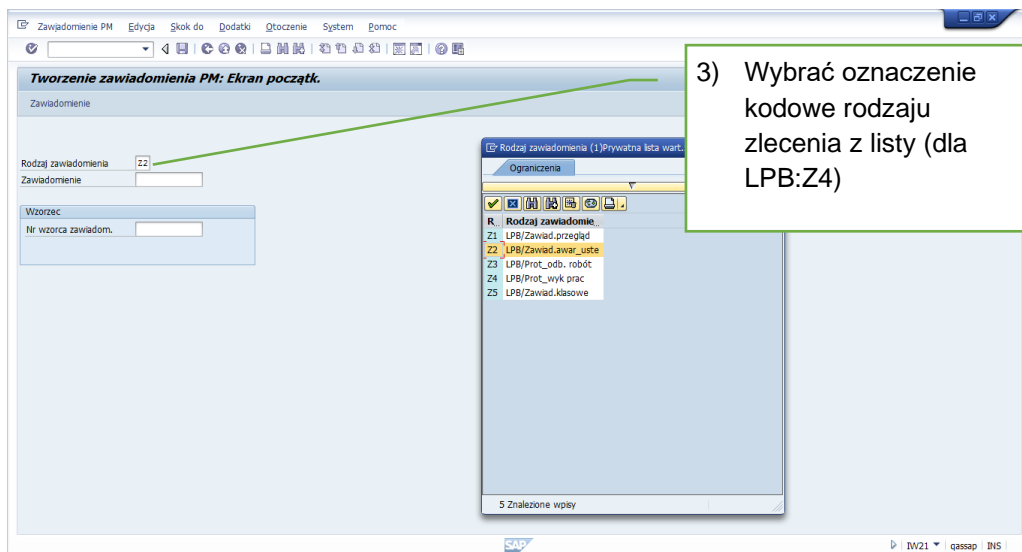 Zawiadomienie PM Edycja Skok do Dodatki Otoczenie System Pomoc
Tworzenie zawiadomienia PM: Ekran początk.
Zawiadomienie
Rodzaj zawiadomienia Z2
Zawiadomienie
Wzorzec
Nr wzorca zawiadom.
Rodzaj zawiadomienia (1)Prywatna lista wart.
Ograniczenia
R.. Rodzaj zawiadomie..
Z1 LPB/Zawiad.przegląd
Z2 LPB/Zawiad.awar_uste
Z3 LPB/Prot_odb. robót
Z4 LPB/Prot_wyk prac
Z5 LPB/Zawiad.klasowe
5 Znalezione wpisy
3) Wybrać oznaczenie
kodowe rodzaju
zlecenia z listy (dla
LPB:Z4)
SAP
IW21 qassap INS